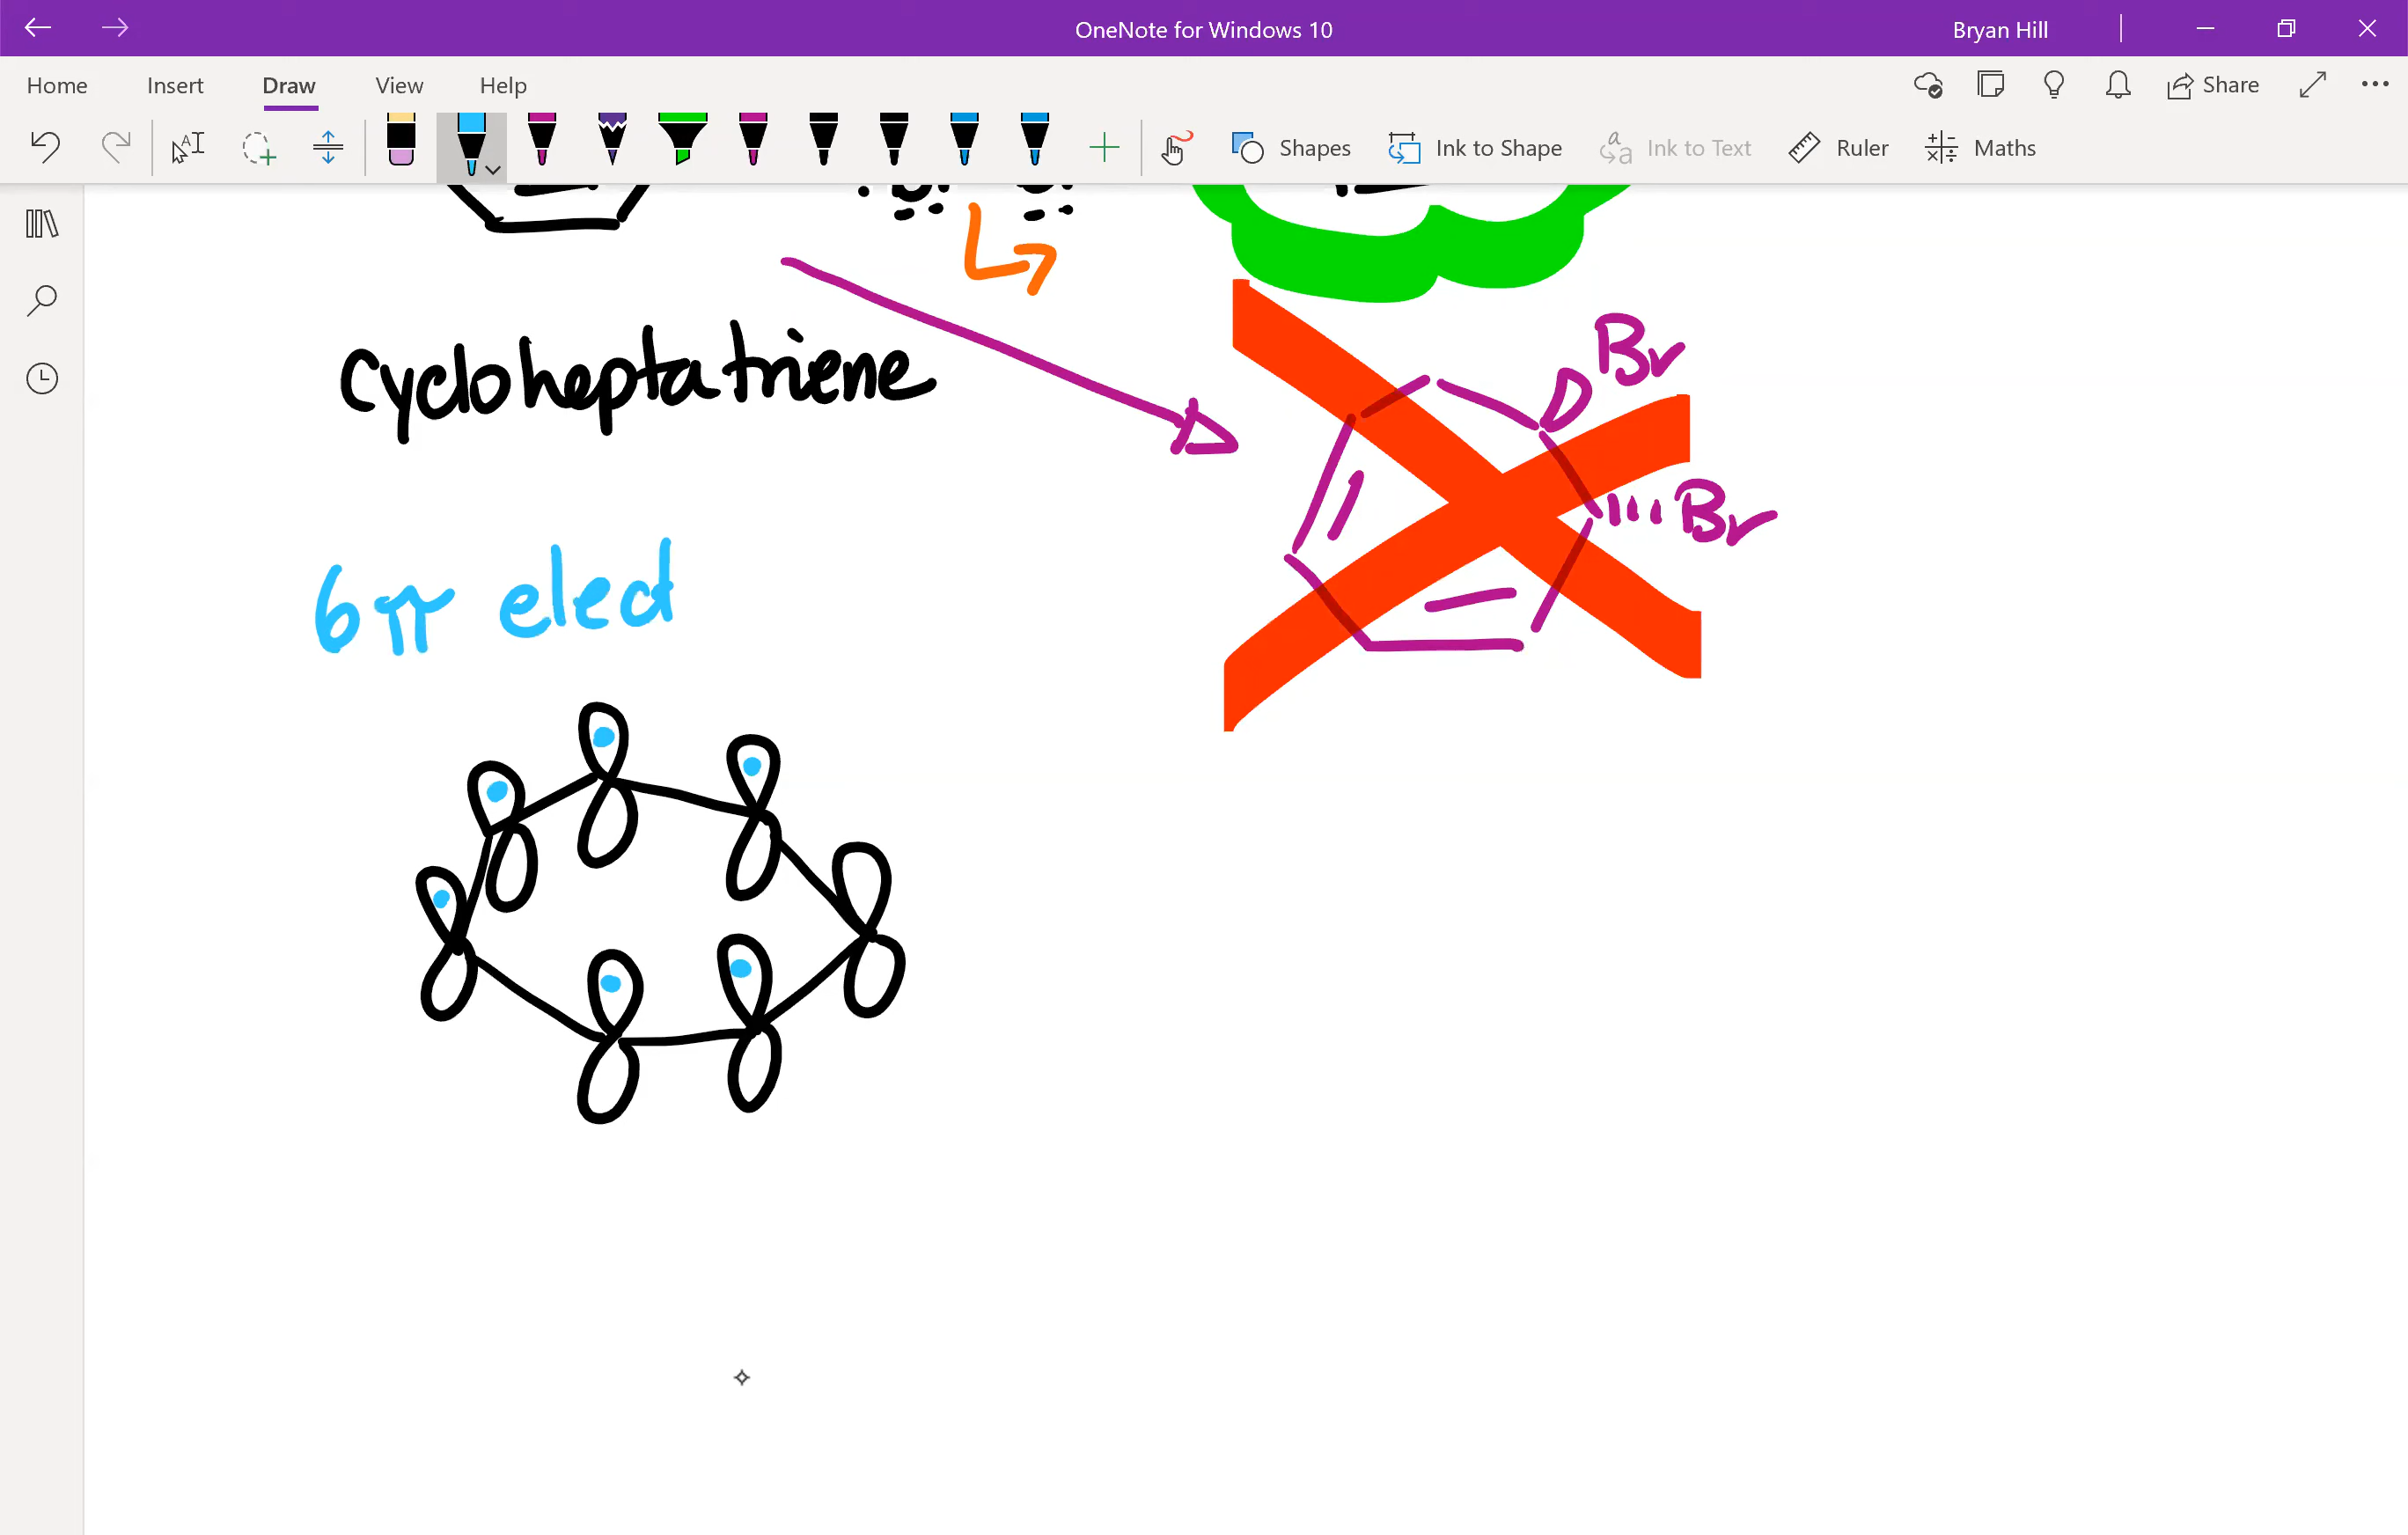 OneNote for Windows 10
Bryan Hill
Home Insert Draw View Help
Share
Shapes Ink to Shape Ink to Text Ruler Maths
cycloheptatriene
Br
Br
6π elect